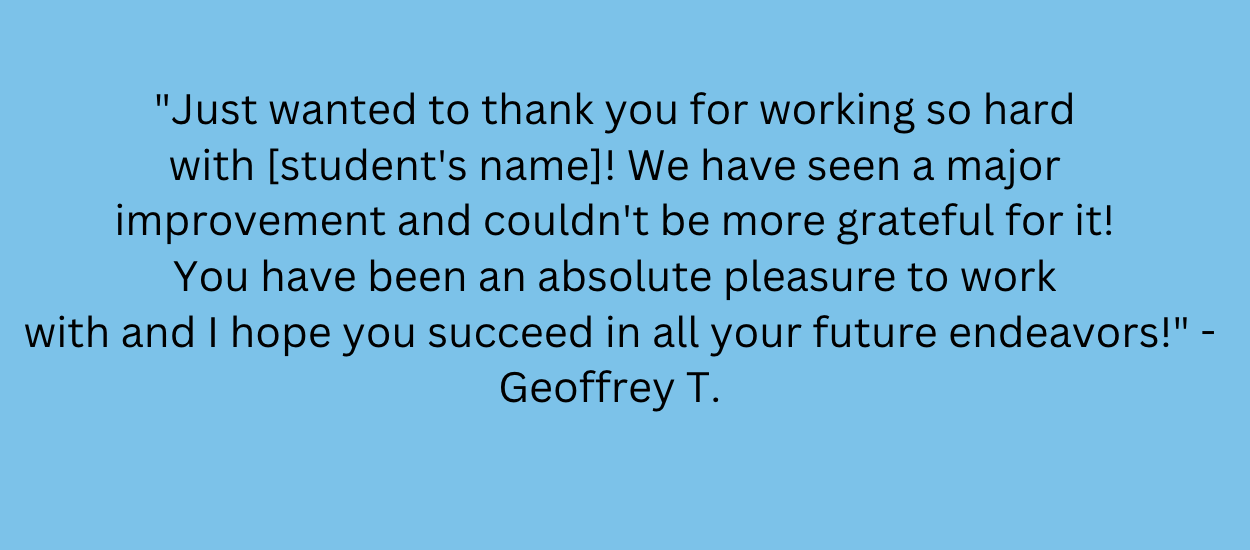 "Just wanted to thank you for working so hard
with [student's name]! We have seen a major
improvement and couldn't be more grateful for it!
You have been an absolute pleasure to work
with and I hope you succeed in all your future endeavors!" -
Geoffrey T.